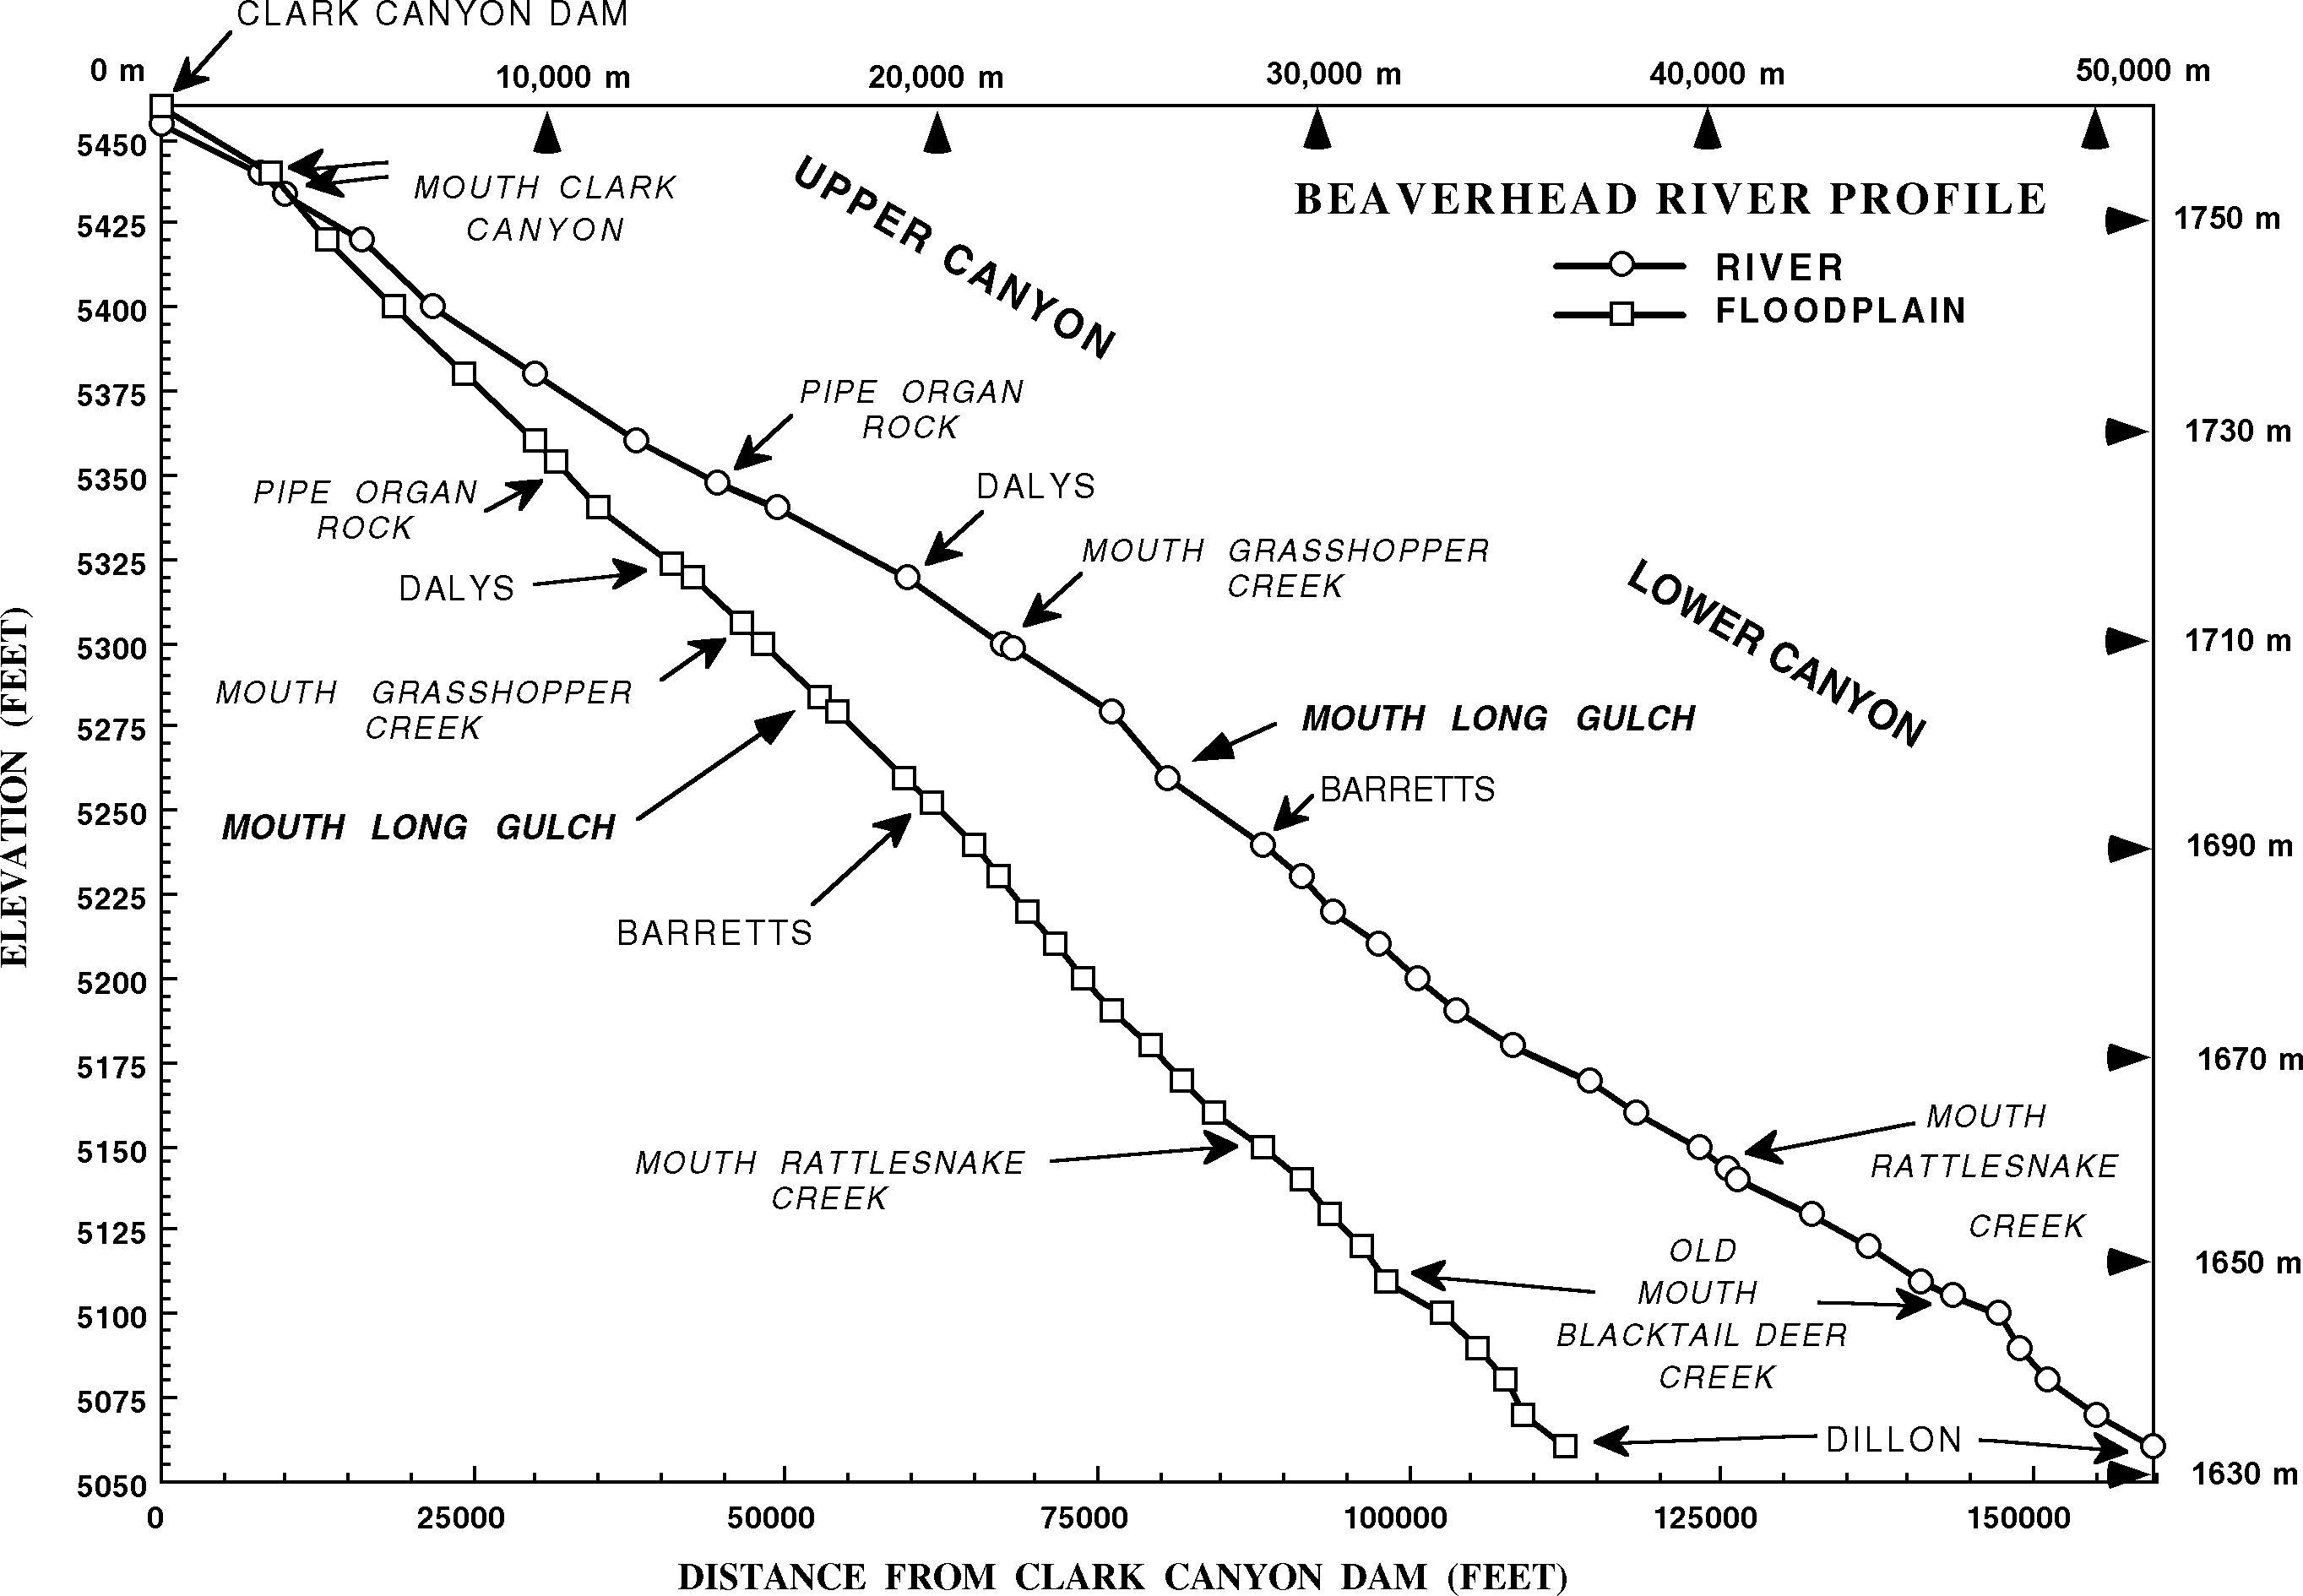 CLARK CANYON DAM
0 m
10,000 m
20,000 m
30,000 m
40,000 m
50,000 m
5450
5425
5400
5375
5350
5325
5300
5275
5250
5225
5200
5175
5150
5125
5100
5075
5050
ELEVATION (FEET)
MOUTH CLARK
CANYON
UPPER CANYON
BEAVERHEAD RIVER PROFILE
RIVER
FLOODPLAIN
1750 m
1730 m
1710 m
1690 m
1670 m
1650 m
1630 m
PIPE ORGAN
ROCK
DALYS
MOUTH GRASSHOPPER
CREEK
LOWER CANYON
MOUTH LONG GULCH
BARRETTS
PIPE ORGAN
ROCK
DALYS
MOUTH GRASSHOPPER
CREEK
MOUTH LONG GULCH
BARRETTS
MOUTH RATTLESNAKE
CREEK
MOUTH
RATTLESNAKE
CREEK
OLD
MOUTH
BLACKTAIL DEER
CREEK
DILLON
0
25000
50000
75000
100000
125000
150000
DISTANCE FROM CLARK CANYON DAM (FEET)